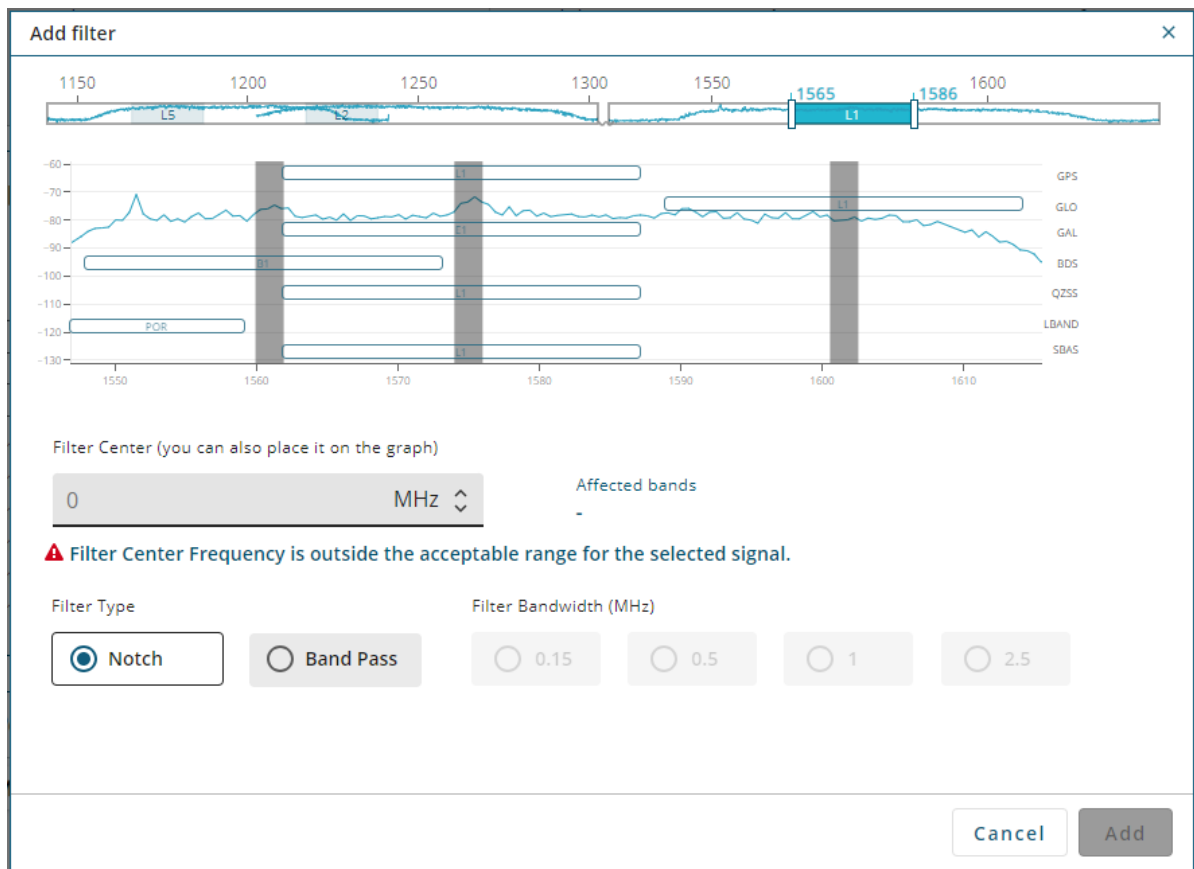 Add filter
×
1150 1200 1250 1300 1550 1600
1565 1586
L5 L2 L1
-60
L1 GPS
-70
L1 GLO
-80
E1 GAL
-90
B1 BDS
-100
L1 QZSS
-110
-120 POR LBAND
L1 SBAS
-130
1550 1560 1570 1580 1590 1600 1610
Filter Center (you can also place it on the graph)
0 MHz
Affected bands
-
Filter Center Frequency is outside the acceptable range for the selected signal.
Filter Type Filter Bandwidth (MHz)
Notch Band Pass 0.15 0.5 1 2.5
Cancel Add